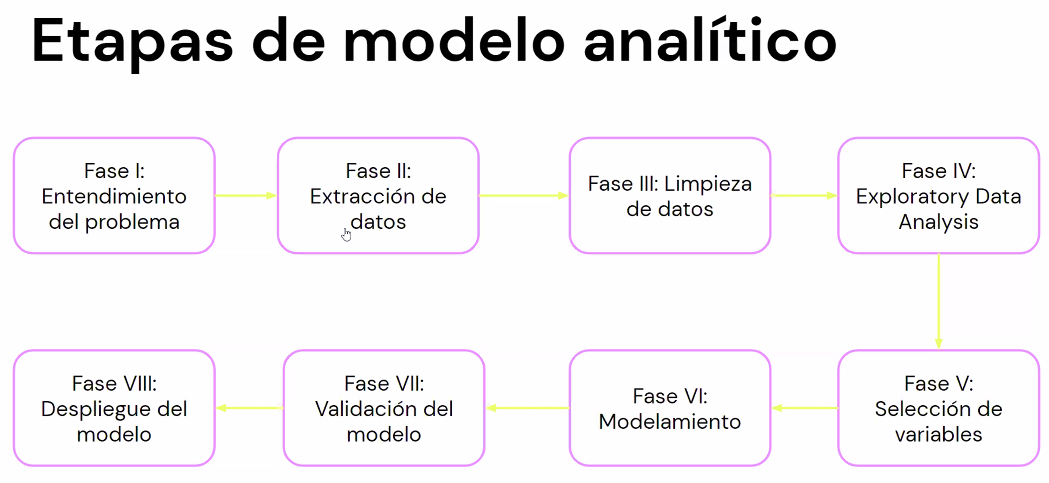 Etapas de modelo analítico
Fase I:
Entendimiento
del problema
Fase II:
Extracción de
datos
Fase III: Limpieza
de datos
Fase IV:
Exploratory Data
Analysis
Fase V:
Selección de
variables
Fase VI:
Modelamiento
Fase VII:
Validación del
modelo
Fase VIII:
Despliegue del
modelo